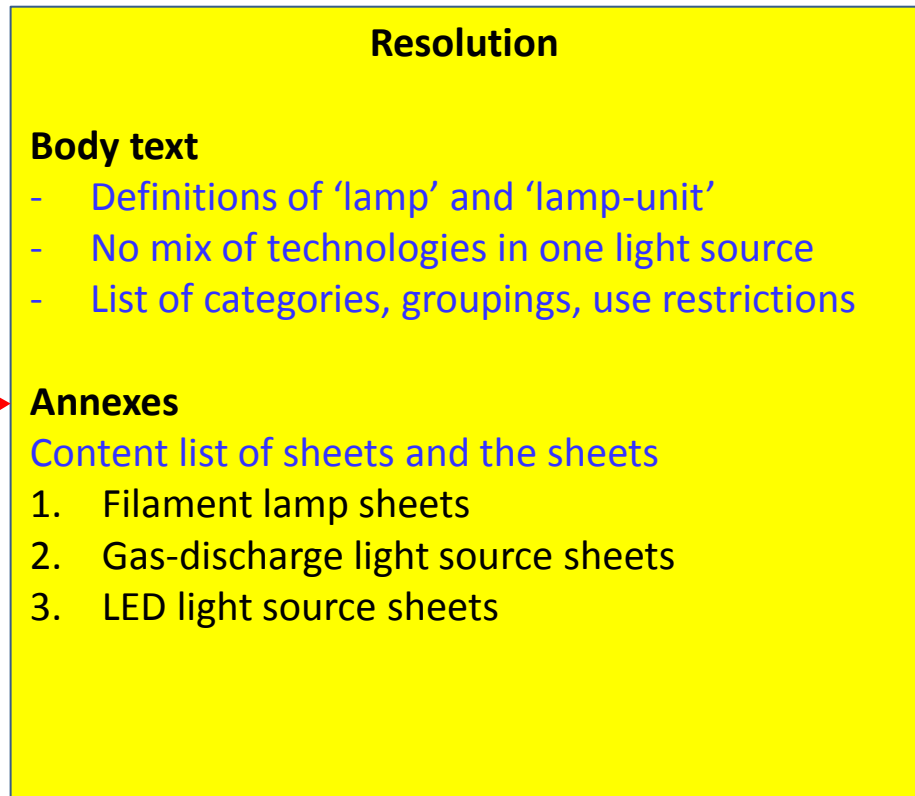 Resolution
Body text
- Definitions of ‘lamp’ and ‘lamp-unit’
- No mix of technologies in one light source
- List of categories, groupings, use restrictions
Annexes
Content list of sheets and the sheets
1. Filament lamp sheets
2. Gas-discharge light source sheets
3. LED light source sheets